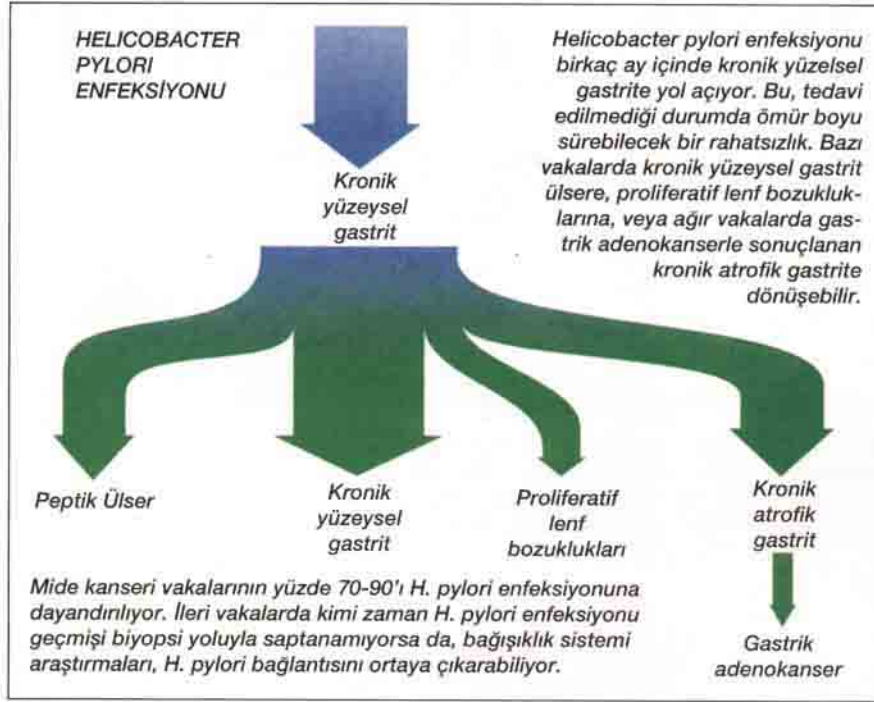 HELICOBACTER
PYLORI
ENFEKSİYONU
Helicobacter pylori enfeksiyonu
birkaç ay içinde kronik yüzelsel
gastrite yol açıyor. Bu, tedavi
edilmediği durumda ömür boyu
sürebilecek bir rahatsızlık. Bazı
vakalarda kronik yüzeysel gastrit
ülsere, proliferatif lenf bozukluk-
larına, veya ağır vakalarda gas-
trik adenokanserle sonuçlanan
kronik atrofik gastrite
dönüşebilir.
Kronik
yüzeysel
gastrit
Peptik Ülser
Kronik
yüzeysel
gastrit
Proliferatif
lenf
bozuklukları
Kronik
atrofik
gastrit
Gastrik
adenokanser
Mide kanseri vakalarının yüzde 70-90'ı H. pylori enfeksiyonuna
dayandırılıyor. İleri vakalarda kimi zaman H. pylori enfeksiyonu
geçmişi biyopsi yoluyla saptanamıyorsa da, bağışıklık sistemi
araştırmaları, H. pylori bağlantısını ortaya çıkarabiliyor.